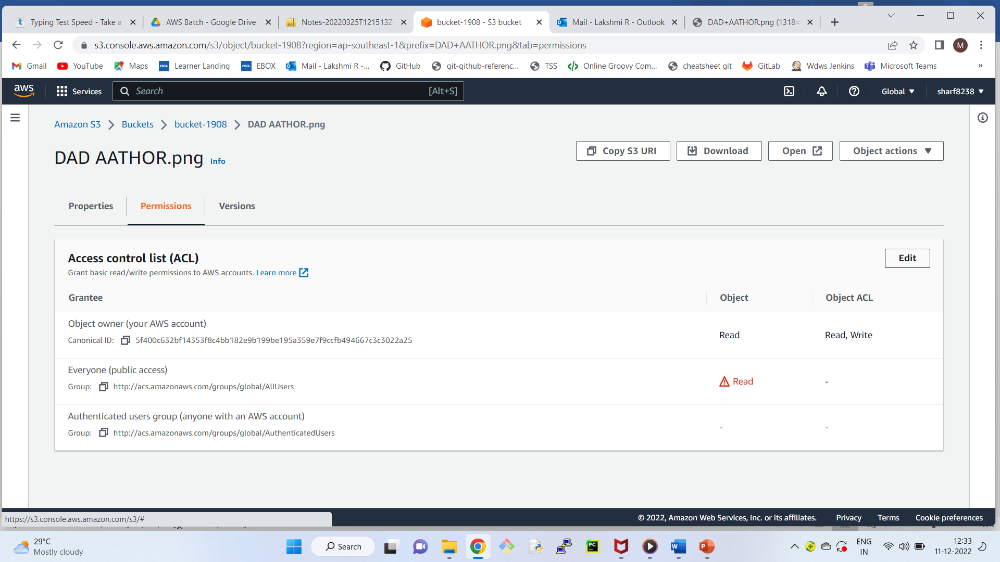 Typing Test Speed - Take a
AWS Batch - Google Drive
Notes-20220325T121513Z-
bucket-1908 - S3 bucket
Mail - Lakshmi R - Outlook
DAD+AATHOR.png (1318×
s3.console.aws.amazon.com/s3/object/bucket-1908?region=ap-southeast-1&prefix=DAD+AATHOR.png&tab=permissions
M
Gmail
YouTube
Maps
HCL Learner Landing
HCL EBOX
Mail - Lakshmi R -...
GitHub
git-github-referenc...
TSS
Online Groovy Com...
cheatsheet git
GitLab
Wdws Jenkins
Microsoft Teams
»
aws
Services
Search
[Alt+S]
Global
sharf8238
Amazon S3 > Buckets > bucket-1908 > DAD AATHOR.png
DAD AATHOR.png Info
Copy S3 URI
Download
Open
Object actions
Properties
Permissions
Versions
Access control list (ACL)
Edit
Grant basic read/write permissions to AWS accounts. Learn more
Grantee
Object
Object ACL
Object owner (your AWS account)
Canonical ID: 5f400c632bf14353f8c4bb182e9b199be195a359e7f9ccfb494667c3c3022a25
Read
Read, Write
Everyone (public access)
Group: http://acs.amazonaws.com/groups/global/AllUsers
Read
-
Authenticated users group (anyone with an AWS account)
Group: http://acs.amazonaws.com/groups/global/AuthenticatedUsers
-
-
https://s3.console.aws.amazon.com/s3/#
© 2022, Amazon Web Services, Inc. or its affiliates.
Privacy
Terms
Cookie preferences
29°C
Mostly cloudy
Search
PC
W
P
ENG
IN
12:33
11-12-2022